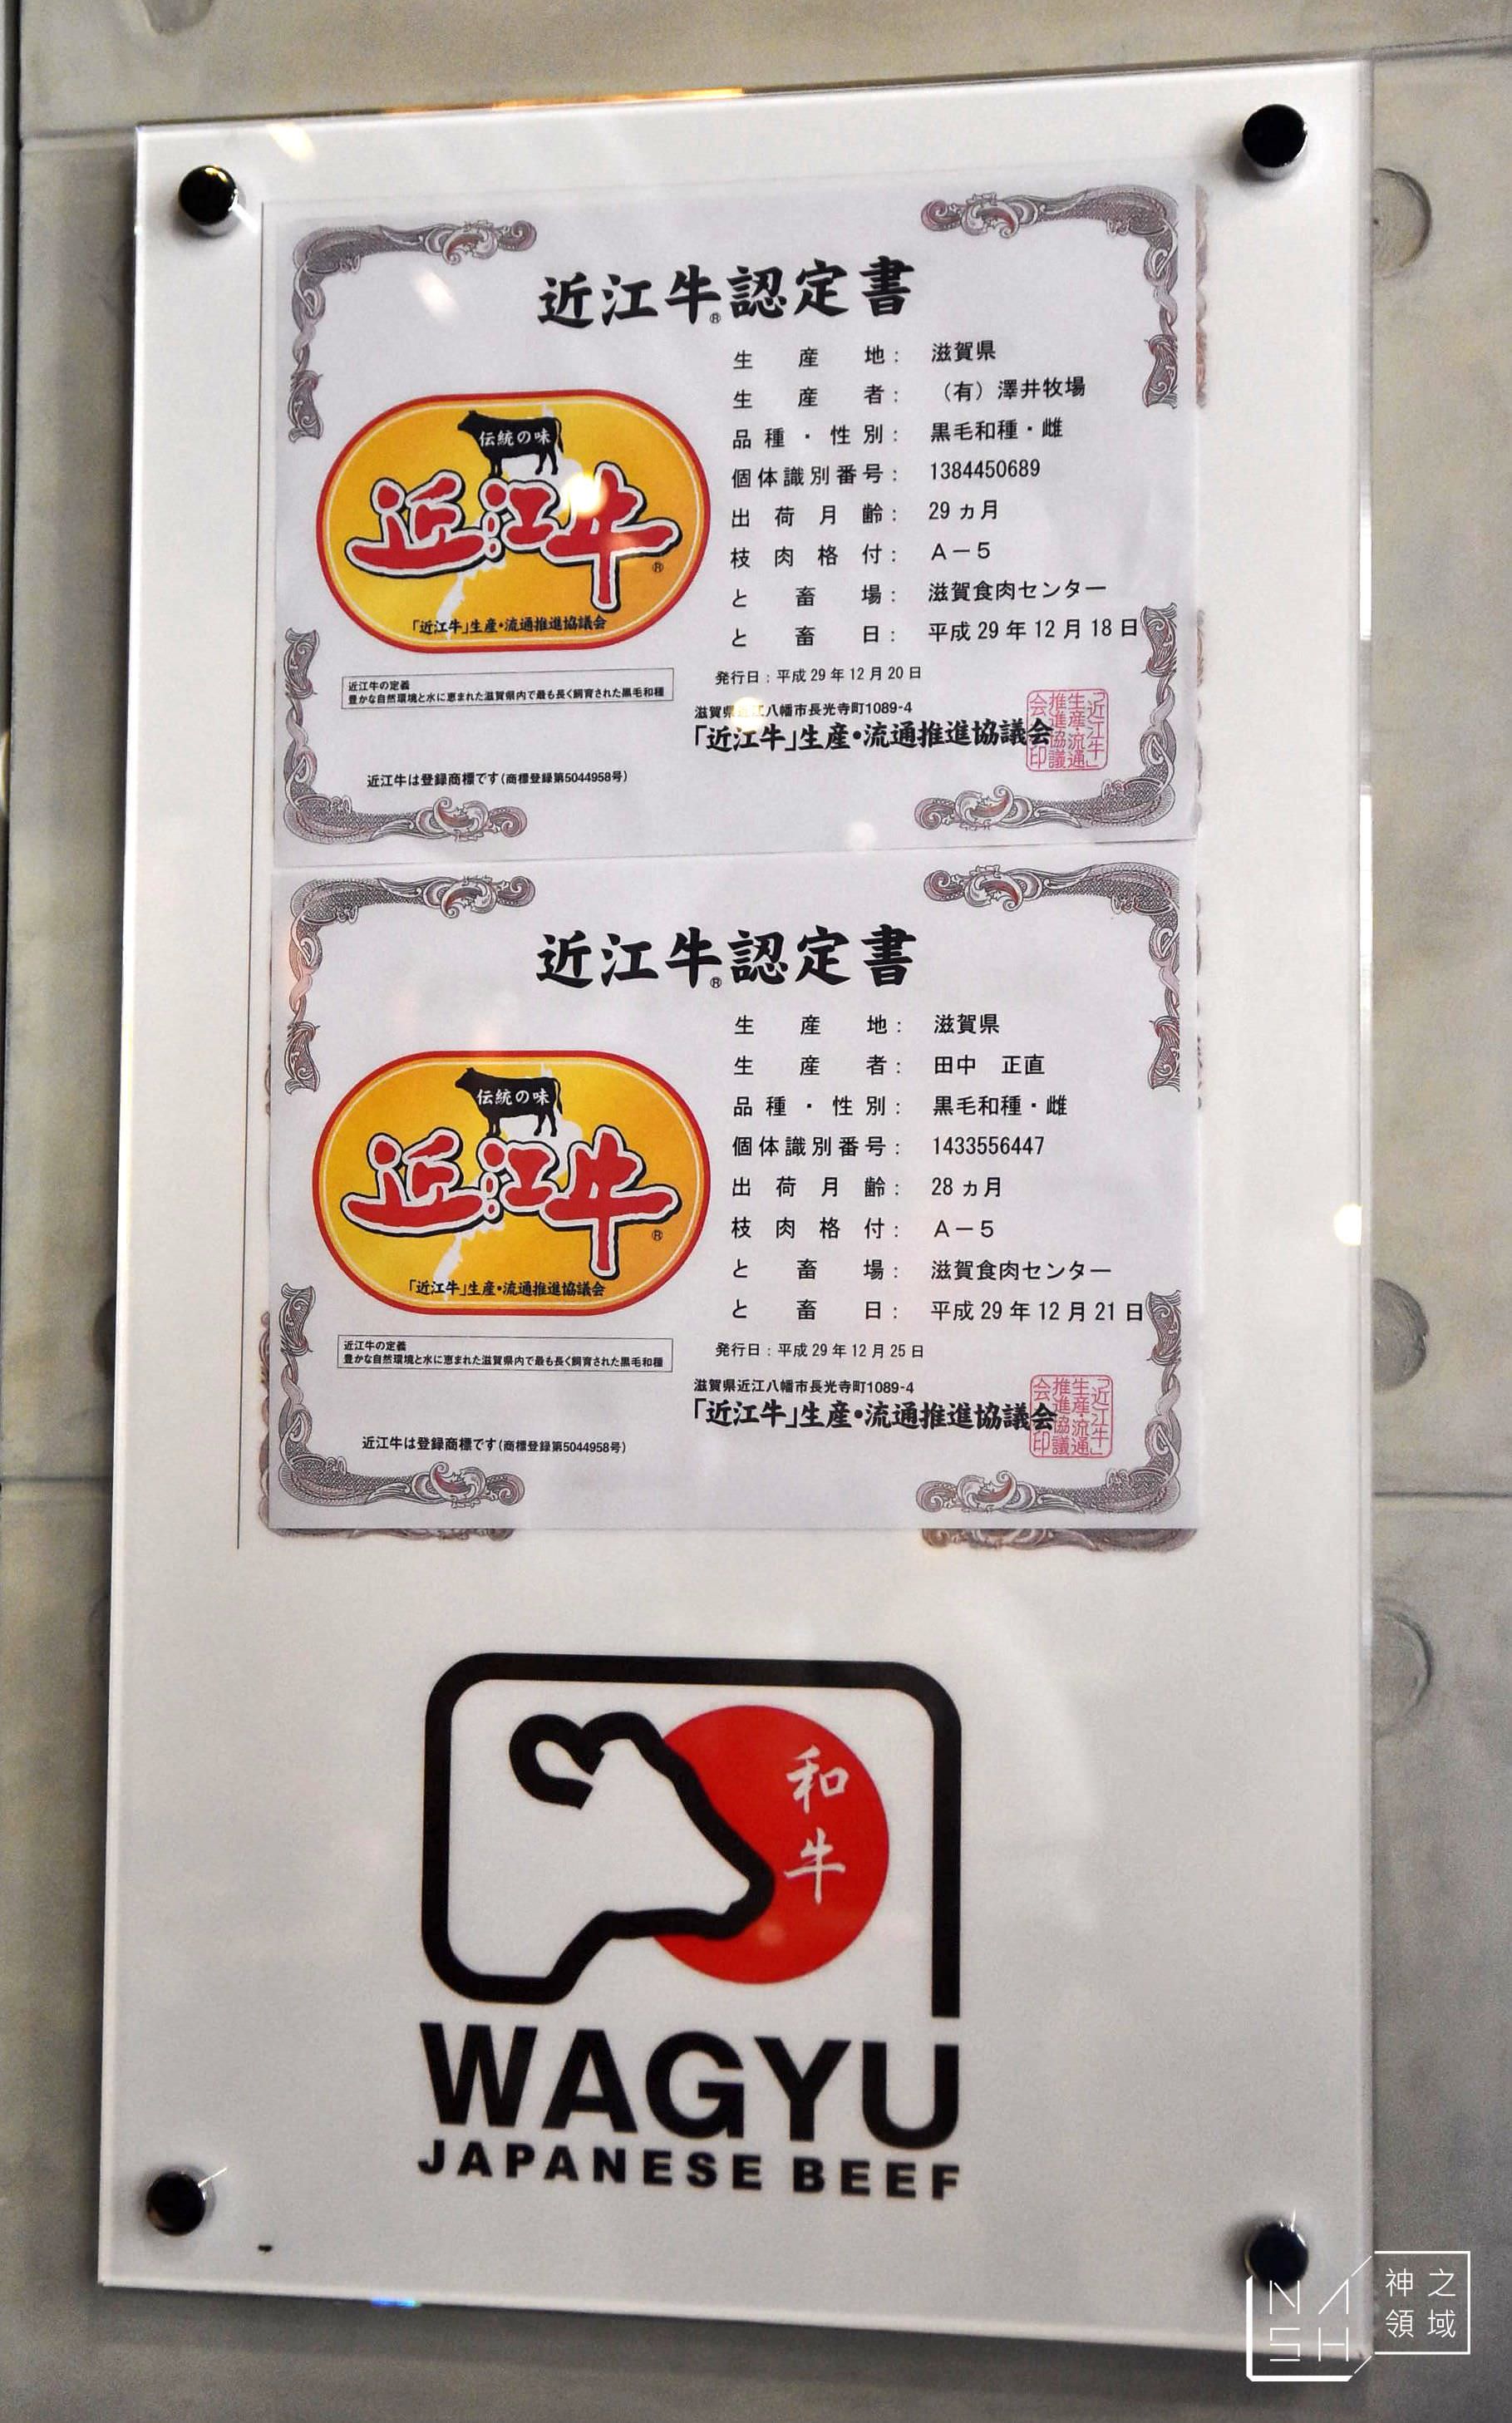 近江牛®認定書
生産地： 滋賀県
生産者： （有）澤井牧場
品種・性別： 黒毛和種・雌
個体識別番号： 1384450689
出荷月齢： 29ヵ月
枝肉格付： A－5
と畜場： 滋賀食肉センター
と畜日： 平成29年12月18日
伝統の味
近江牛®
「近江牛」生産・流通推進協議会
近江牛の定義
豊かな自然環境と水に恵まれた滋賀県内で最も長く飼育された黒毛和種
発行日：平成29年12月20日
滋賀県近江八幡市長光寺町1089-4
「近江牛」生産・流通推進協議会
「近江牛」
生産・流通
推進協議
会印
近江牛は登録商標です（商標登録第5044958号）
近江牛®認定書
生産地： 滋賀県
生産者： 田中　正直
品種・性別： 黒毛和種・雌
個体識別番号： 1433556447
出荷月齢： 28ヵ月
枝肉格付： A－5
と畜場： 滋賀食肉センター
と畜日： 平成29年12月21日
伝統の味
近江牛®
「近江牛」生産・流通推進協議会
近江牛の定義
豊かな自然環境と水に恵まれた滋賀県内で最も長く飼育された黒毛和種
発行日：平成29年12月25日
滋賀県近江八幡市長光寺町1089-4
「近江牛」生産・流通推進協議会
「近江牛」
生産・流通
推進協議
会印
近江牛は登録商標です（商標登録第5044958号）
和牛
WAGYU
JAPANESE BEEF
NASH
神之領域